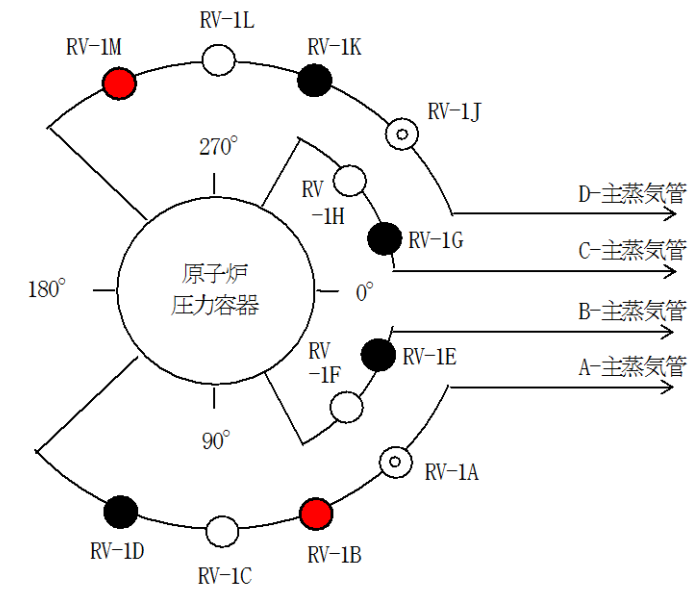 RV-1L
RV-1M
RV-1K
RV-1J
270°
RV
-1H
D-主蒸気管
RV-1G
C-主蒸気管
原子炉
圧力容器
180°
0°
B-主蒸気管
RV
-1F
RV-1E
A-主蒸気管
90°
RV-1A
RV-1D
RV-1B
RV-1C